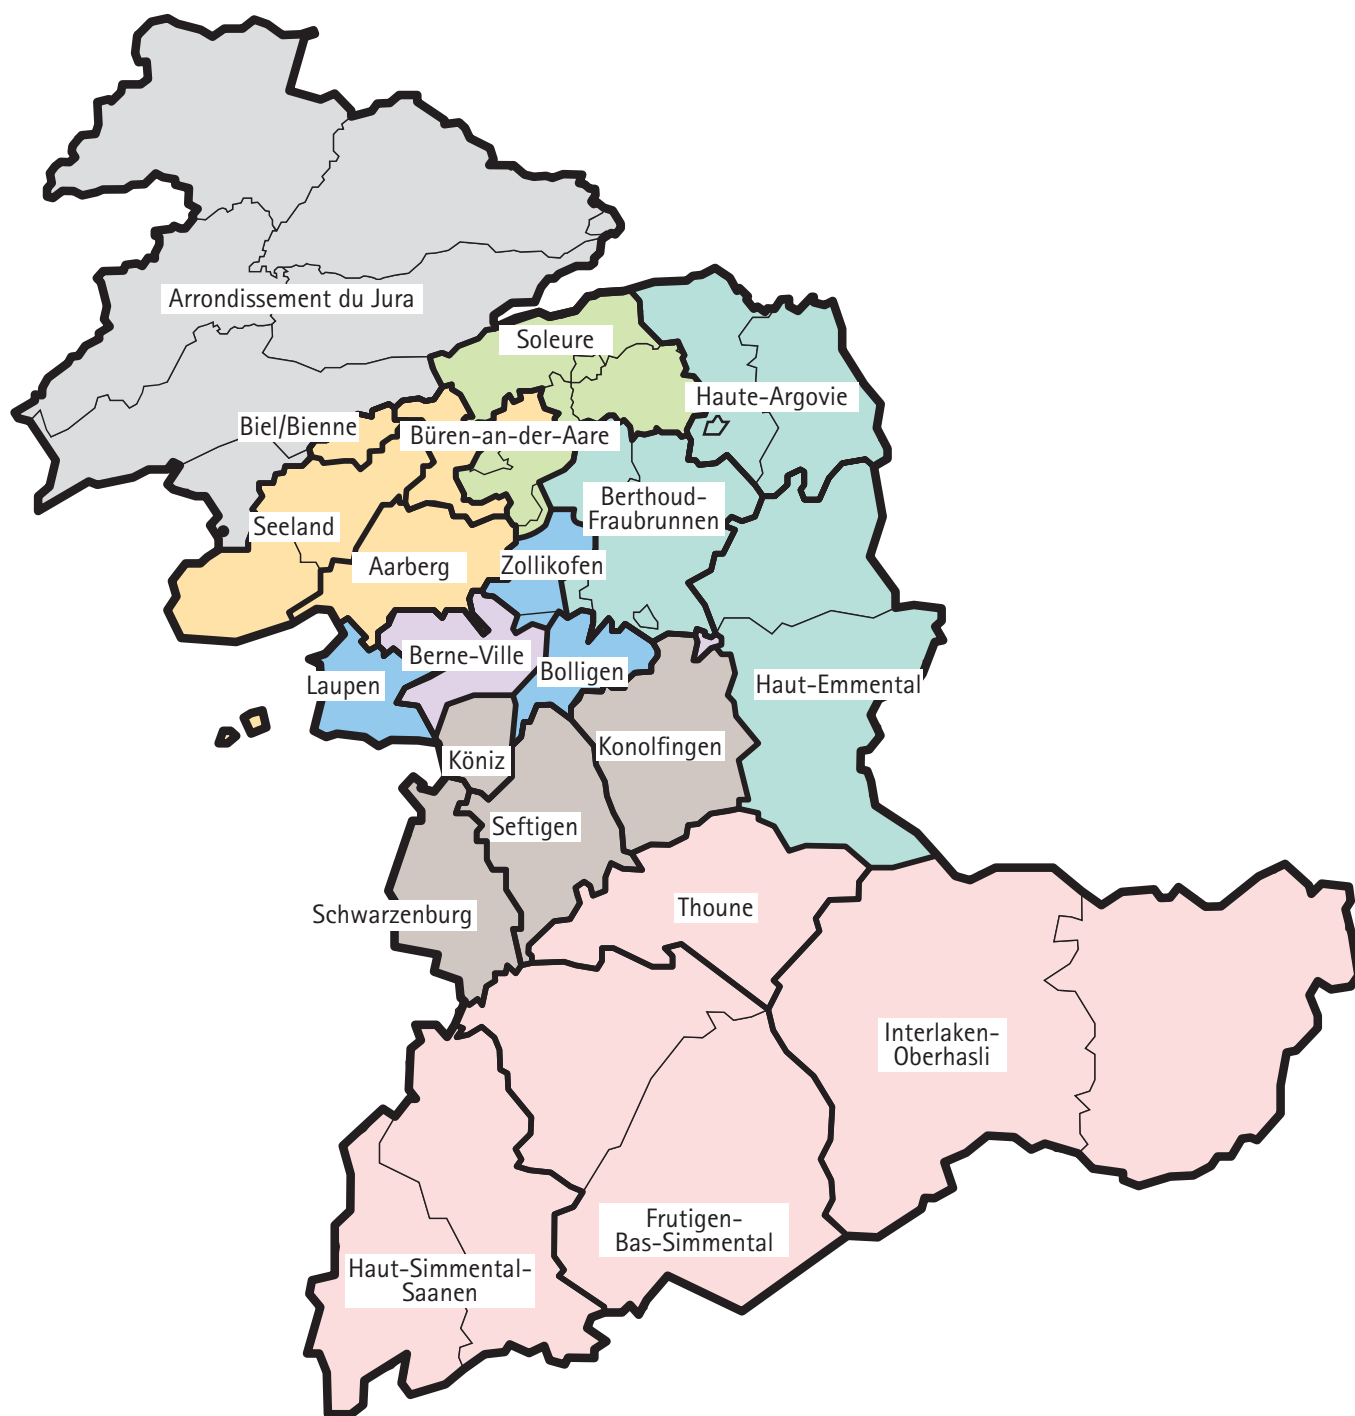 Arrondissement du Jura
Soleure
Haute-Argovie
Biel/Bienne
Büren-an-der-Aare
Berthoud-
Fraubrunnen
Seeland
Aarberg
Zollikofen
Berne-Ville
Bolligen
Laupen
Haut-Emmental
Köniz
Konolfingen
Seftigen
Schwarzenburg
Thoune
Interlaken-
Oberhasli
Frutigen-
Bas-Simmental
Haut-Simmental-
Saanen